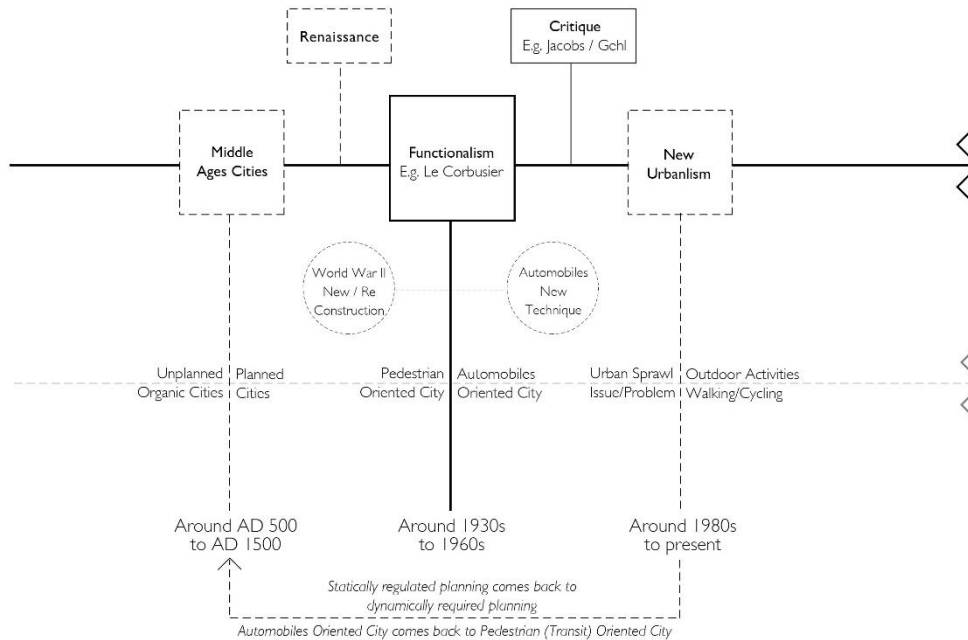 Renaissance
Critique
E.g. Jacobs / Gehl
Middle
Ages Cities
Functionalism
E.g. Le Corbusier
New
Urbanlism
World War II
New / Re
Construction
Automobiles
New
Technique
Unplanned
Organic Cities
Planned
Cities
Pedestrian
Oriented City
Automobiles
Oriented City
Urban Sprawl
Issue/Problem
Outdoor Activities
Walking/Cycling
Around AD 500
to AD 1500
Around 1930s
to 1960s
Around 1980s
to present
Statically regulated planning comes back to
dynamically required planning
Automobiles Oriented City comes back to Pedestrian (Transit) Oriented City